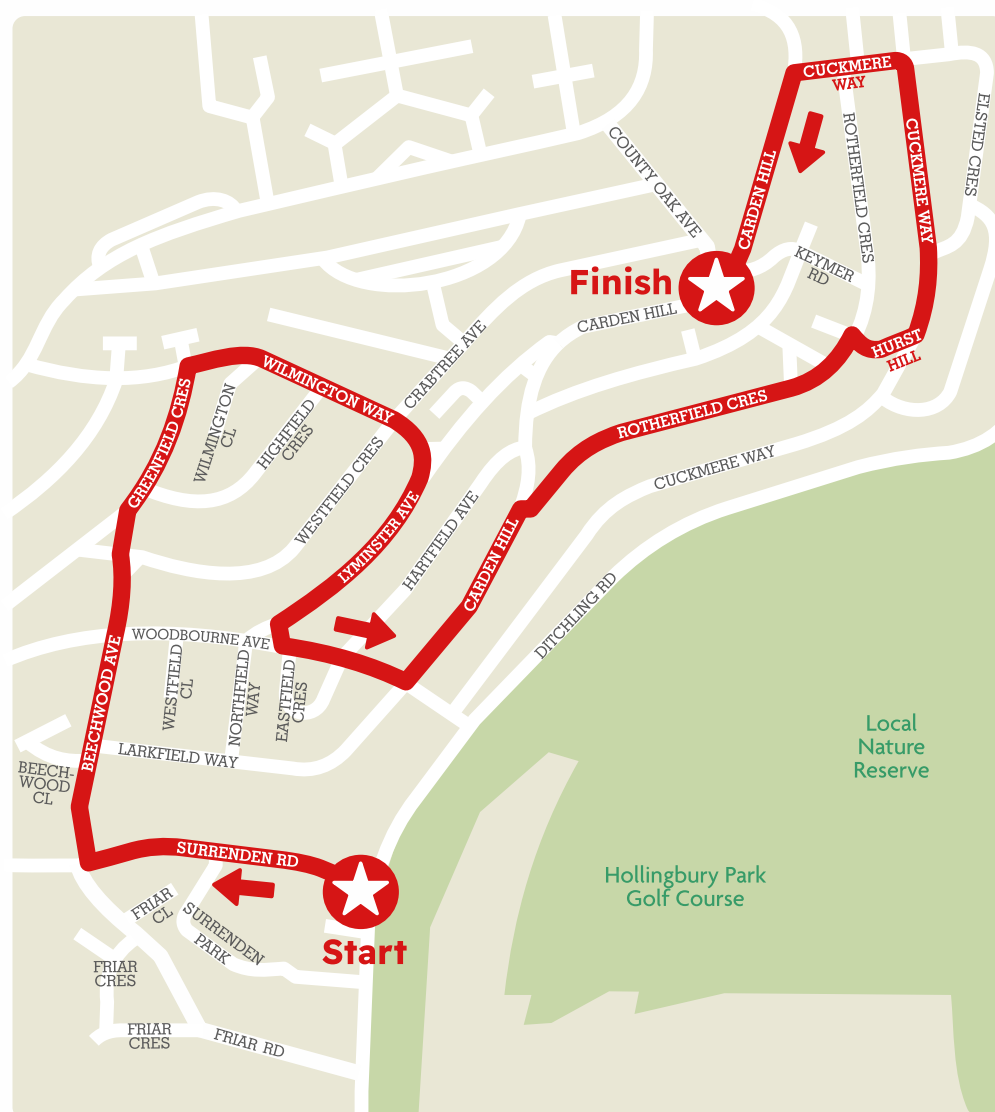 CUCKMERE
WAY
ELSTED CRES
ROTHERFIELD CRES
CUCKMERE WAY
COUNTY OAK AVE
CARDEN HILL
KEYMER
RD
Finish
CARDEN HILL
HURST
HILL
CRABTREE AVE
WILMINGTON WAY
GREENFIELD CRES
WILMINGTON
CL
HIGHFIELD
CRES
ROTHERFIELD CRES
WESTFIELD CRES
CUCKMERE WAY
LYMINSTER AVE
HARTFIELD AVE
CARDEN HILL
DITCHLING RD
WOODBOURNE AVE
BEECHWOOD AVE
WESTFIELD
CL
NORTHFIELD
WAY
EASTFIELD
CRES
LARKFIELD WAY
BEECH-
WOOD
CL
Local
Nature
Reserve
SURRENDEN RD
Hollingbury Park
Golf Course
FRIAR
CL
SURRENDEN
PARK
Start
FRIAR
CRES
FRIAR
CRES
FRIAR RD